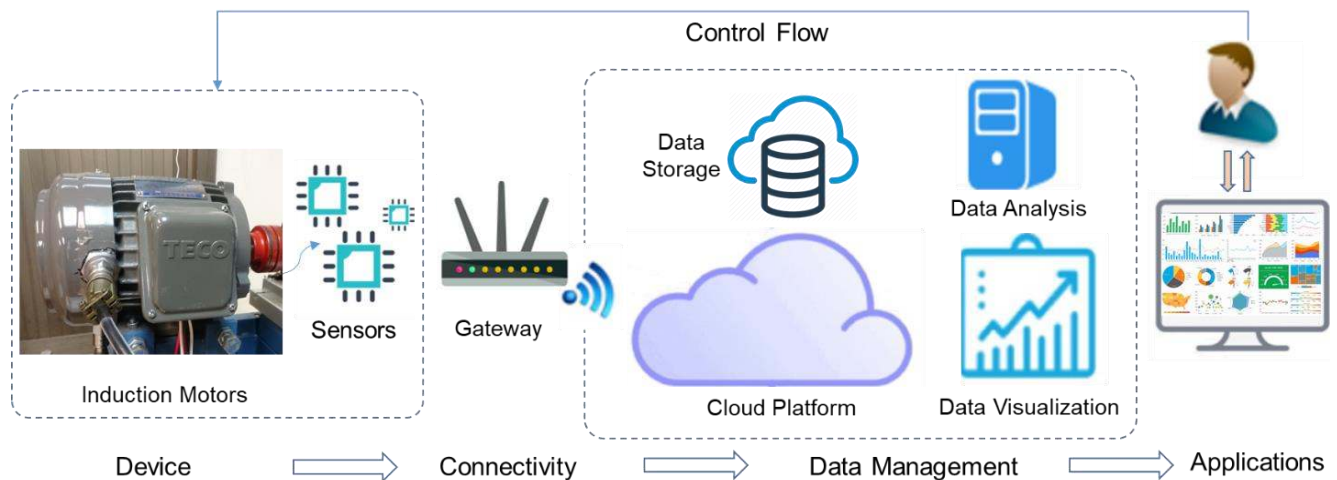 Control Flow
Data
Storage
Data Analysis
TECO
Sensors
Gateway
Induction Motors
Cloud Platform
Data Visualization
Device
Connectivity
Data Management
Applications